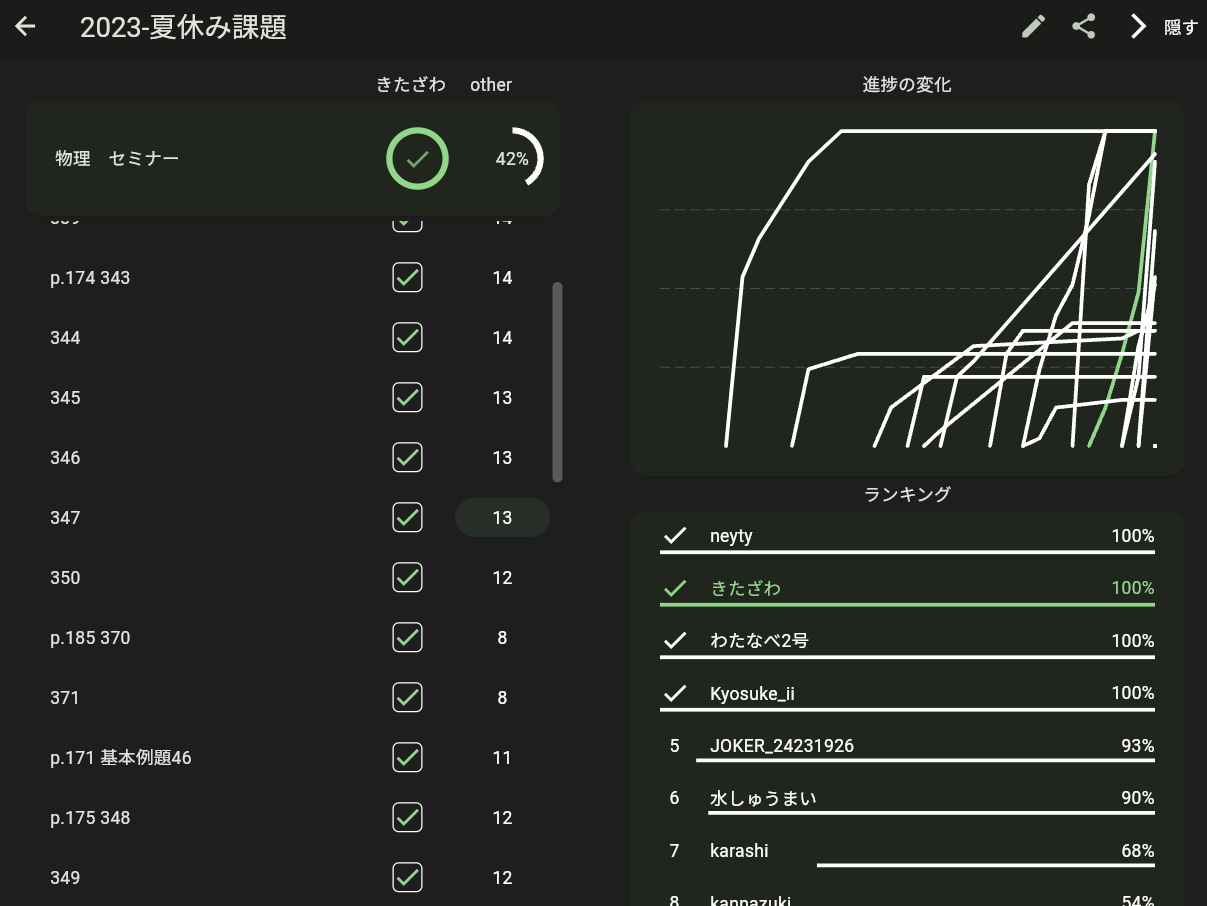 2023-夏休み課題
隠す
きたざわ other
物理 セミナー 42%
p.174 343 14
344 14
345 13
346 13
347 13
350 12
p.185 370 8
371 8
p.171 基本例題46 11
p.175 348 12
349 12
進捗の変化
ランキング
neyty 100%
きたざわ 100%
わたなべ2号 100%
Kyosuke_ii 100%
5 JOKER_24231926 93%
6 水しゅうまい 90%
7 karashi 68%
8 kannazuki 54%